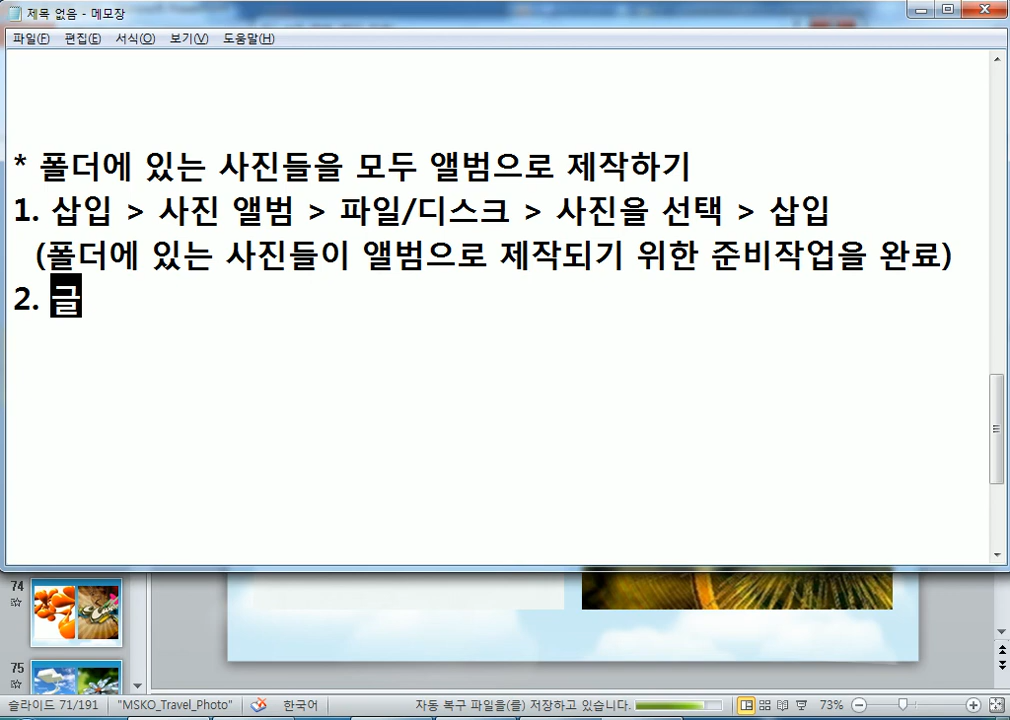 제목 없음 - 메모장
파일(F) 편집(E) 서식(O) 보기(V) 도움말(H)
* 폴더에 있는 사진들을 모두 앨범으로 제작하기
1. 삽입 > 사진 앨범 > 파일/디스크 > 사진을 선택 > 삽입
(폴더에 있는 사진들이 앨범으로 제작되기 위한 준비작업을 완료)
2. 글
74
75
슬라이드 71/191 "MSKO_Travel_Photo" 한국어 자동 복구 파일을(를) 저장하고 있습니다. 73%